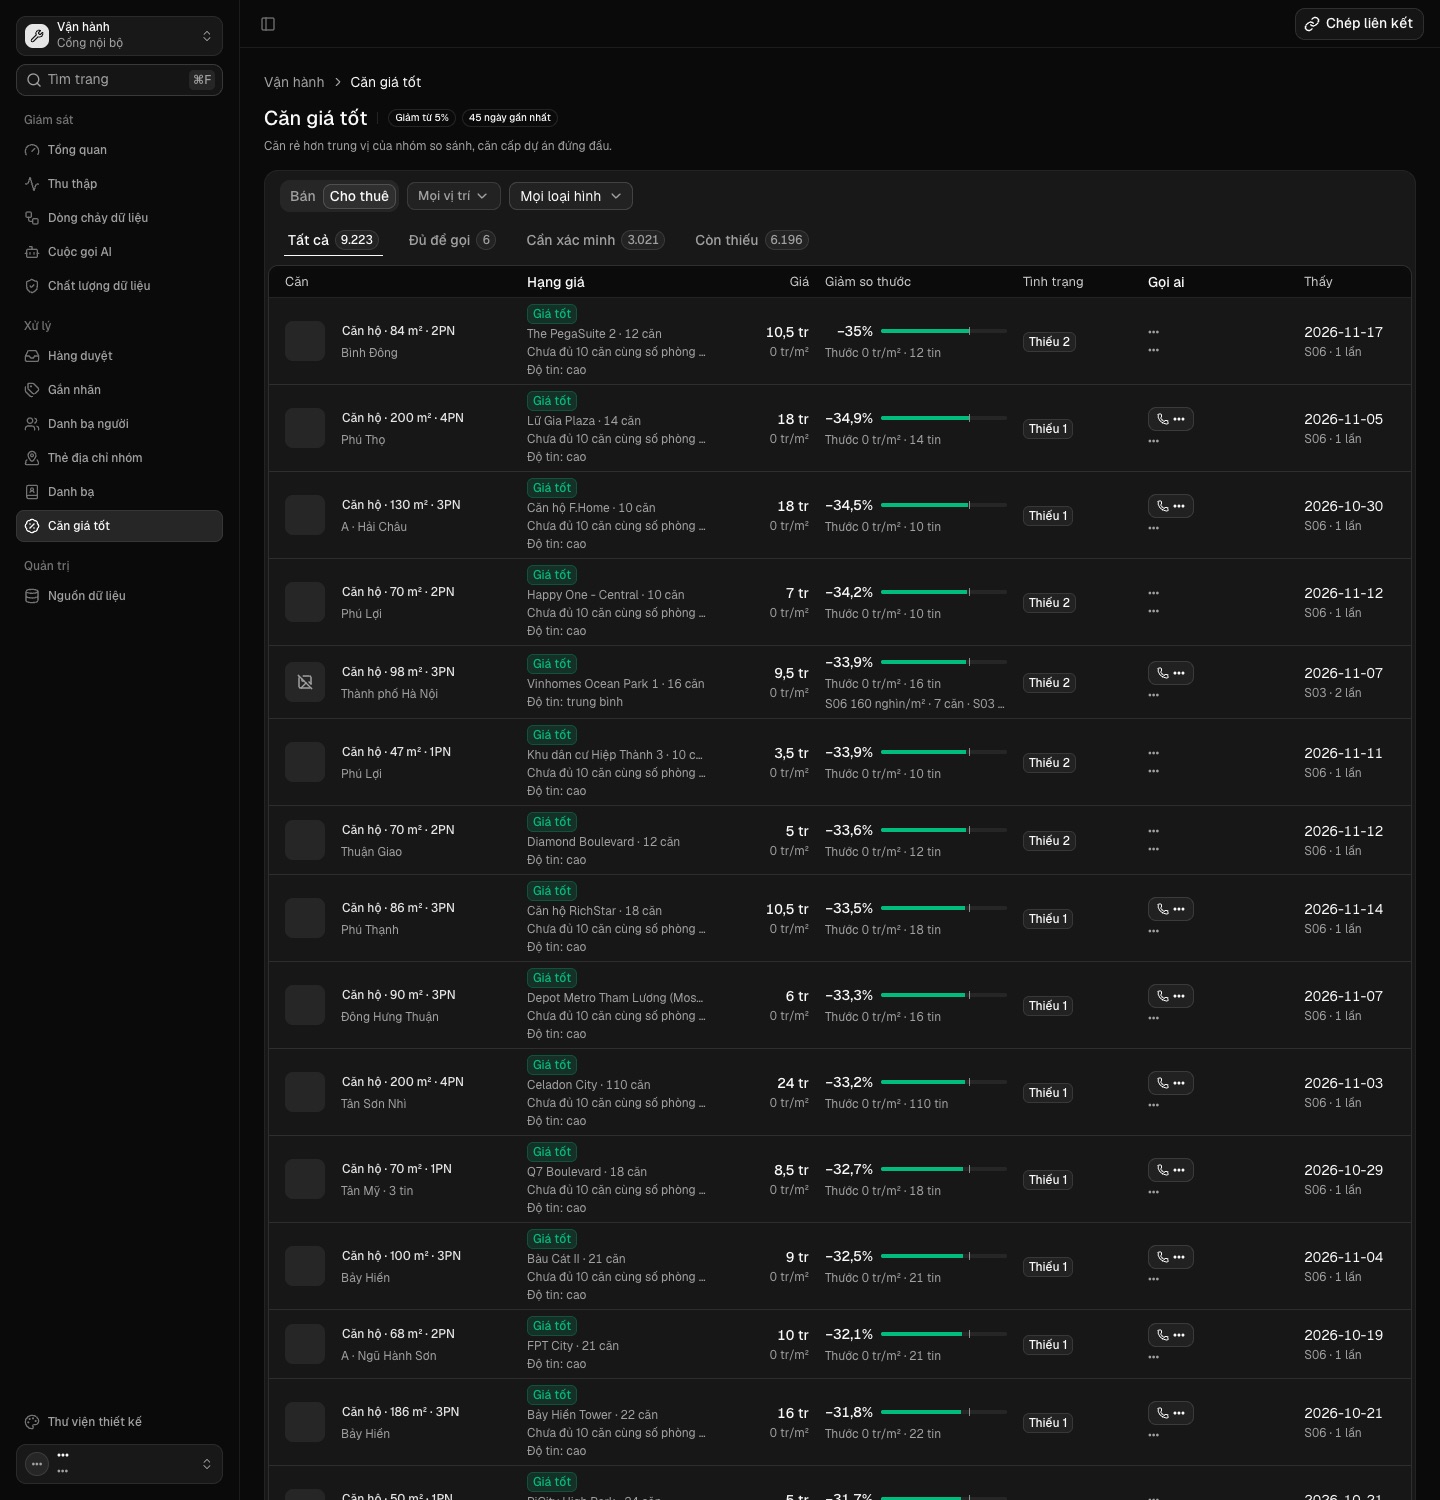 Vận hành
Cổng nội bộ
Tìm trang
⌘F
Giám sát
Tổng quan
Thu thập
Dòng chảy dữ liệu
Cuộc gọi AI
Chất lượng dữ liệu
Xử lý
Hàng duyệt
Gắn nhãn
Danh bạ người
Thẻ địa chỉ nhóm
Danh bạ
Căn giá tốt
Quản trị
Nguồn dữ liệu
Thư viện thiết kế
Chép liên kết
Vận hành > Căn giá tốt
Căn giá tốt
Giảm từ 5%
45 ngày gần nhất
Căn rẻ hơn trung vị của nhóm so sánh, căn cấp dự án đứng đầu.
Bán Cho thuê Mọi vị trí Mọi loại hình
Tất cả 9.223 Đủ để gọi 6 Cần xác minh 3.021 Còn thiếu 6.196
Căn Hạng giá Giá Giảm so thước Tình trạng Gọi ai Thấy
Giá tốt
Căn hộ · 84 m² · 2PN The PegaSuite 2 · 12 căn 10,5 tr −35% Thiếu 2 ••• 2026-11-17
Bình Đông Chưa đủ 10 căn cùng số phòng … 0 tr/m² Thước 0 tr/m² · 12 tin ••• S06 · 1 lần
Độ tin: cao
Giá tốt
Căn hộ · 200 m² · 4PN Lữ Gia Plaza · 14 căn 18 tr −34,9% Thiếu 1 ••• 2026-11-05
Phú Thọ Chưa đủ 10 căn cùng số phòng … 0 tr/m² Thước 0 tr/m² · 14 tin ••• S06 · 1 lần
Độ tin: cao
Giá tốt
Căn hộ · 130 m² · 3PN Căn hộ F.Home · 10 căn 18 tr −34,5% Thiếu 1 ••• 2026-10-30
A · Hải Châu Chưa đủ 10 căn cùng số phòng … 0 tr/m² Thước 0 tr/m² · 10 tin ••• S06 · 1 lần
Độ tin: cao
Giá tốt
Căn hộ · 70 m² · 2PN Happy One - Central · 10 căn 7 tr −34,2% Thiếu 2 ••• 2026-11-12
Phú Lợi Chưa đủ 10 căn cùng số phòng … 0 tr/m² Thước 0 tr/m² · 10 tin ••• S06 · 1 lần
Độ tin: cao
Giá tốt
Căn hộ · 98 m² · 3PN Vinhomes Ocean Park 1 · 16 căn 9,5 tr −33,9% Thiếu 2 ••• 2026-11-07
Thành phố Hà Nội Độ tin: trung bình 0 tr/m² Thước 0 tr/m² · 16 tin ••• S03 · 2 lần
S06 160 nghìn/m² · 7 căn · S03 …
Giá tốt
Căn hộ · 47 m² · 1PN Khu dân cư Hiệp Thành 3 · 10 c… 3,5 tr −33,9% Thiếu 2 ••• 2026-11-11
Phú Lợi Chưa đủ 10 căn cùng số phòng … 0 tr/m² Thước 0 tr/m² · 10 tin ••• S06 · 1 lần
Độ tin: cao
Giá tốt
Căn hộ · 70 m² · 2PN Diamond Boulevard · 12 căn 5 tr −33,6% Thiếu 2 ••• 2026-11-12
Thuận Giao Độ tin: cao 0 tr/m² Thước 0 tr/m² · 12 tin ••• S06 · 1 lần
Giá tốt
Căn hộ · 86 m² · 3PN Căn hộ RichStar · 18 căn 10,5 tr −33,5% Thiếu 1 ••• 2026-11-14
Phú Thạnh Chưa đủ 10 căn cùng số phòng … 0 tr/m² Thước 0 tr/m² · 18 tin ••• S06 · 1 lần
Độ tin: cao
Giá tốt
Căn hộ · 90 m² · 3PN Depot Metro Tham Lương (Mos… 6 tr −33,3% Thiếu 1 ••• 2026-11-07
Đông Hưng Thuận Chưa đủ 10 căn cùng số phòng … 0 tr/m² Thước 0 tr/m² · 16 tin ••• S06 · 1 lần
Độ tin: cao
Giá tốt
Căn hộ · 200 m² · 4PN Celadon City · 110 căn 24 tr −33,2% Thiếu 1 ••• 2026-11-03
Tân Sơn Nhì Chưa đủ 10 căn cùng số phòng … 0 tr/m² Thước 0 tr/m² · 110 tin ••• S06 · 1 lần
Độ tin: cao
Giá tốt
Căn hộ · 70 m² · 1PN Q7 Boulevard · 18 căn 8,5 tr −32,7% Thiếu 1 ••• 2026-10-29
Tân Mỹ · 3 tin Chưa đủ 10 căn cùng số phòng … 0 tr/m² Thước 0 tr/m² · 18 tin ••• S06 · 1 lần
Độ tin: cao
Giá tốt
Căn hộ · 100 m² · 3PN Bàu Cát II · 21 căn 9 tr −32,5% Thiếu 1 ••• 2026-11-04
Bảy Hiền Chưa đủ 10 căn cùng số phòng … 0 tr/m² Thước 0 tr/m² · 21 tin ••• S06 · 1 lần
Độ tin: cao
Giá tốt
Căn hộ · 68 m² · 2PN FPT City · 21 căn 10 tr −32,1% Thiếu 1 ••• 2026-10-19
A · Ngũ Hành Sơn Độ tin: cao 0 tr/m² Thước 0 tr/m² · 21 tin ••• S06 · 1 lần
Giá tốt
Căn hộ · 186 m² · 3PN Bảy Hiền Tower · 22 căn 16 tr −31,8% Thiếu 1 ••• 2026-10-21
Bảy Hiền Chưa đủ 10 căn cùng số phòng … 0 tr/m² Thước 0 tr/m² · 22 tin ••• S06 · 1 lần
Độ tin: cao
Giá tốt
Căn hộ · 50 m² · 1PN 5 tr −31,7% 2026-10-21